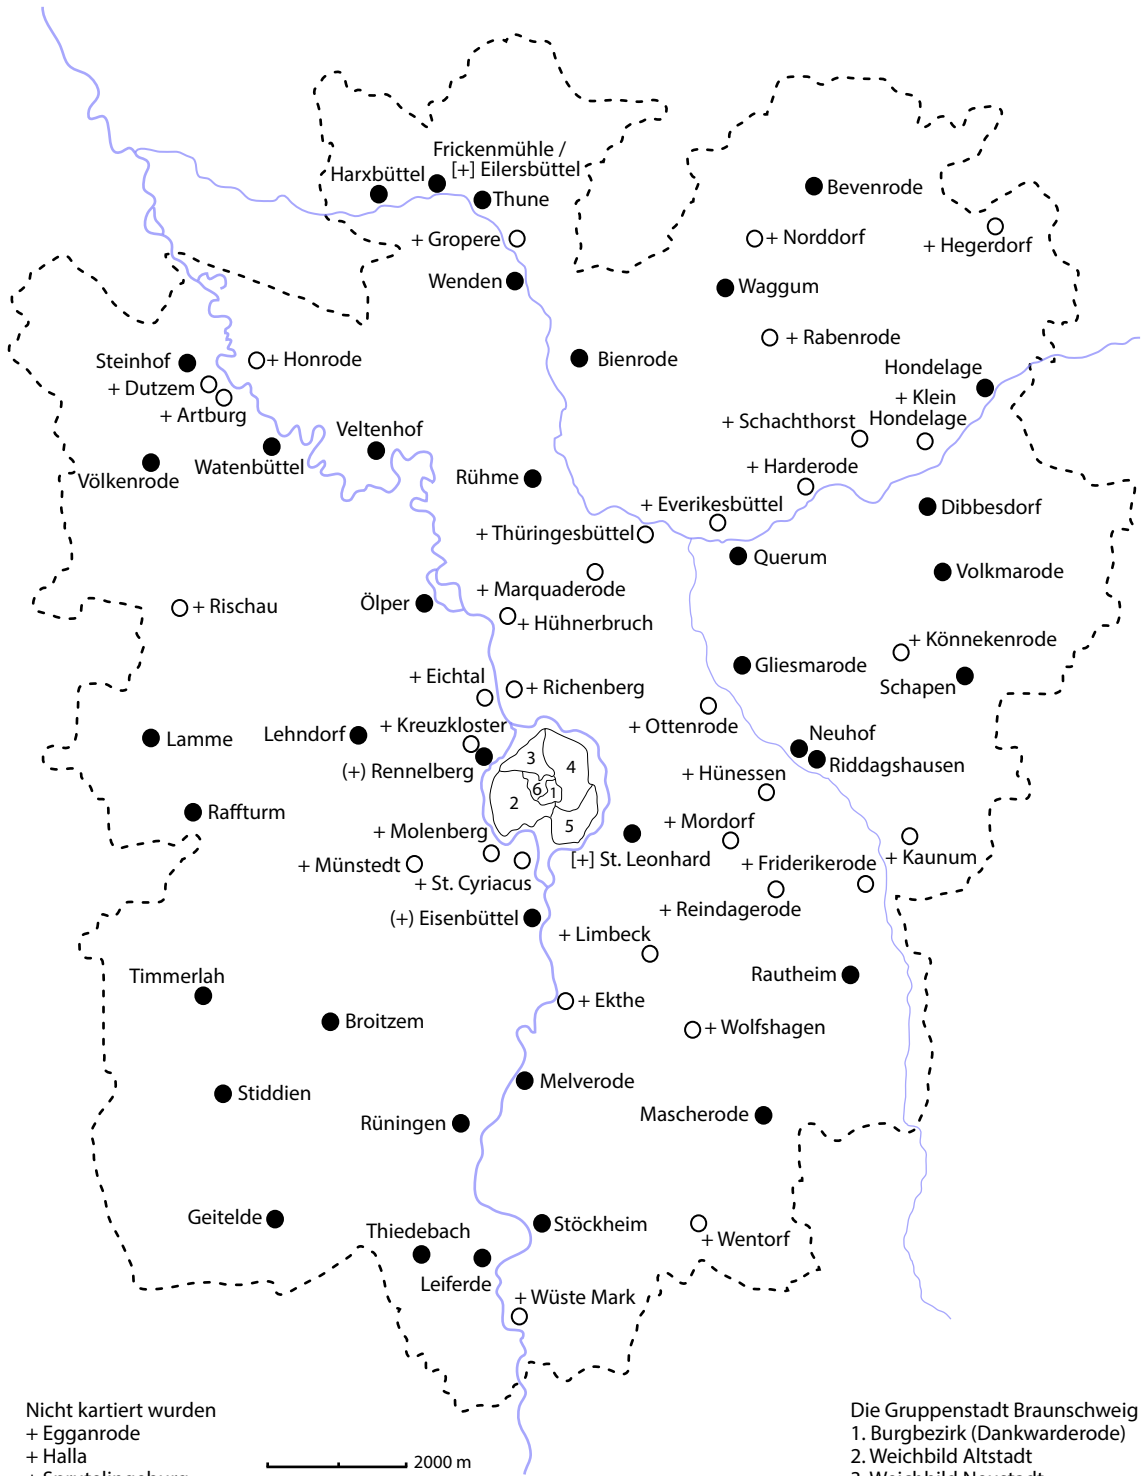 Frickenmühle /
[+] Eilersbüttel
Harxbüttel
Thune
Bevenrode
+ Gropere
+ Norddorf
+ Hegerdorf
Wenden
Waggum
+ Rabenrode
Steinhof
+ Honrode
Bienrode
Hondelage
+ Dutzem
+ Klein
Hondelage
+ Artburg
+ Schachthorst
Veltenhof
Watenbüttel
Völkenrode
Rühme
+ Harderode
+ Everikesbüttel
Dibbesdorf
+ Thüringesbüttel
Querum
Volkmarode
+ Marquaderode
+ Rischau
Ölper
+ Hühnerbruch
+ Könnekenrode
Gliesmarode
Schapen
+ Eichtal
+ Richenberg
+ Ottenrode
+ Kreuzkloster
Lamme
Lehndorf
Neuhof
Riddagshausen
(+) Rennelberg
+ Hünessen
3
4
6
1
2
5
Raffturm
+ Molenberg
+ Mordorf
+ Münstedt
[+] St. Leonhard
+ Friderikerode
+ Kaunum
+ St. Cyriacus
+ Reindagerode
(+) Eisenbüttel
+ Limbeck
Timmerlah
Rautheim
+ Ekthe
Broitzem
+ Wolfshagen
Melverode
Stiddien
Mascherode
Rüningen
Geitelde
Thiedebach
Stöckheim
+ Wentorf
Leiferde
+ Wüste Mark
Nicht kartiert wurden
+ Egganrode
+ Halla
2000 m
Die Gruppenstadt Braunschweig
1. Burgbezirk (Dankwarderode)
2. Weichbild Altstadt
3. Weichbild Neustadt